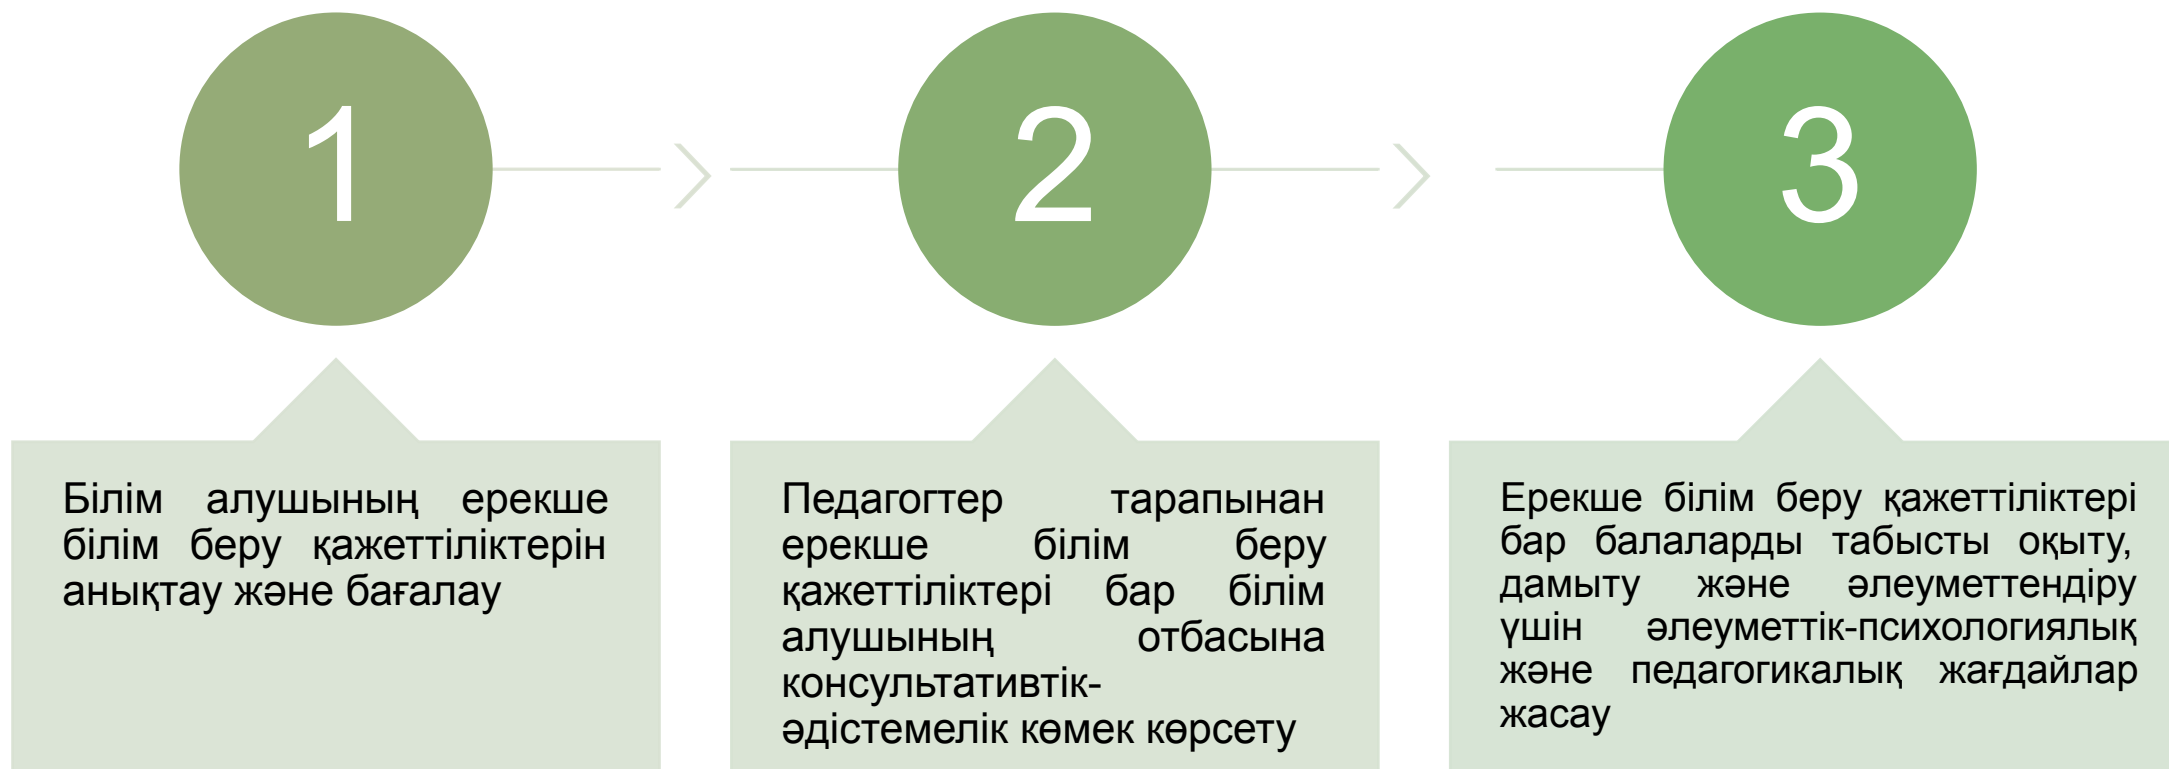 1
Білім алушының ерекше
білім беру қажеттіліктерін
анықтау және бағалау
2
Педагогтер тарапынан
ерекше білім беру
қажеттіліктері бар білім
алушының отбасына
консультативтік-
әдістемелік көмек көрсету
3
Ерекше білім беру қажеттіліктері
бар балаларды табысты оқыту,
дамыту және әлеуметтендіру
үшін әлеуметтік-психологиялық
және педагогикалық жағдайлар
жасау